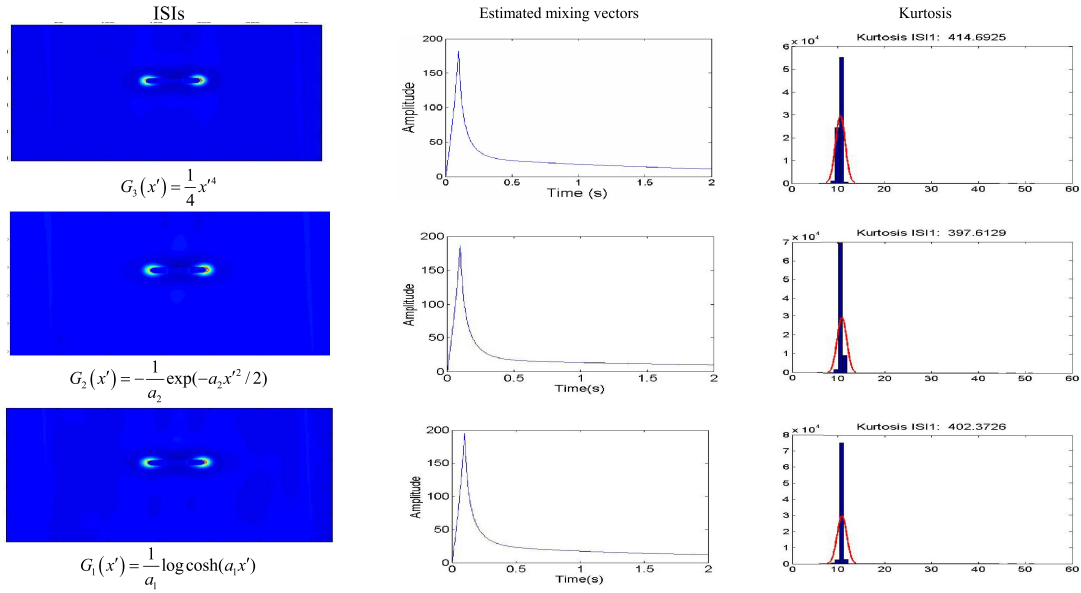 ISIs
Estimated mixing vectors
Kurtosis
G₃(x′) = 1/4 x′⁴
Amplitude
200
150
100
50
0
0 0.5 1 1.5 2
Time (s)
Kurtosis ISI1: 414.6925
× 10⁴
6
5
4
3
2
1
0
0 10 20 30 40 50 60
G₂(x′) = −1/a₂ exp(−a₂x′²/2)
Amplitude
200
150
100
50
0
0 0.5 1 1.5 2
Time(s)
Kurtosis ISI1: 397.6129
× 10⁴
7
6
5
4
3
2
1
0
0 10 20 30 40 50 60
G₁(x′) = 1/a₁ log cosh(a₁x′)
Amplitude
200
150
100
50
0
0 0.5 1 1.5 2
Time(s)
Kurtosis ISI1: 402.3726
× 10⁴
8
7
6
5
4
3
2
1
0
0 10 20 30 40 50 60